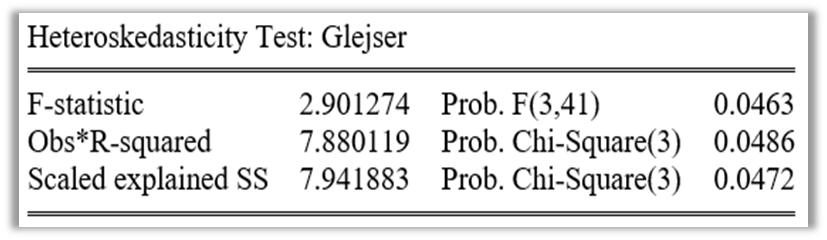 Heteroskedasticity Test: Glejser
F-statistic 2.901274 Prob. F(3,41) 0.0463
Obs*R-squared 7.880119 Prob. Chi-Square(3) 0.0486
Scaled explained SS 7.941883 Prob. Chi-Square(3) 0.0472